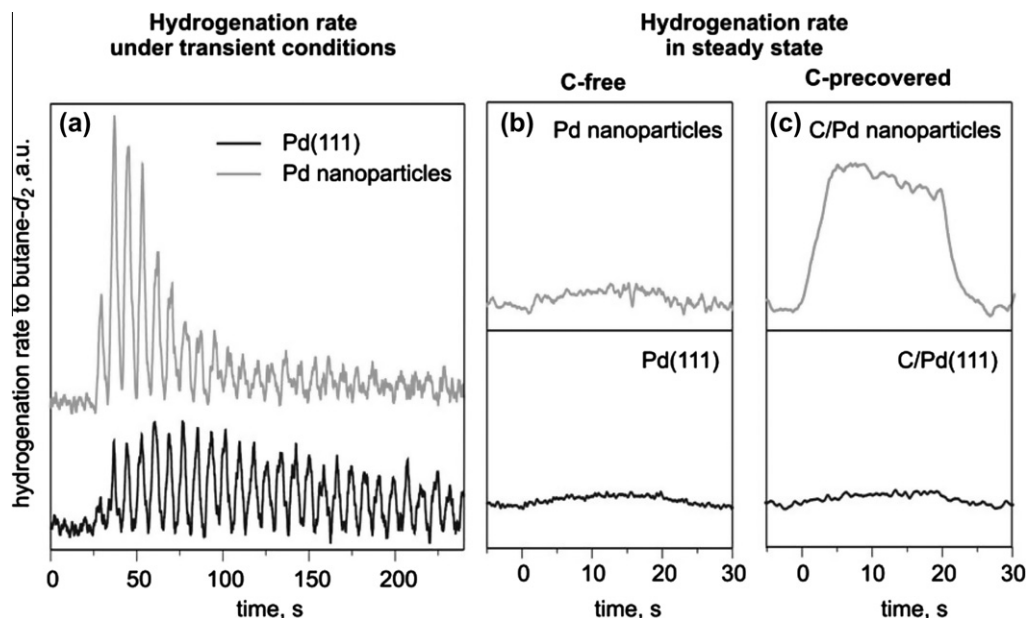 Hydrogenation rate
under transient conditions
Hydrogenation rate
in steady state
C-free
C-precovered
(a)
Pd(111)
Pd nanoparticles
(b) Pd nanoparticles
(c) C/Pd nanoparticles
Pd(111)
C/Pd(111)
hydrogenation rate to butane-d2 ,a.u.
0 50 100 150 200
0 10 20 30
0 10 20 30
time, s
time, s
time, s